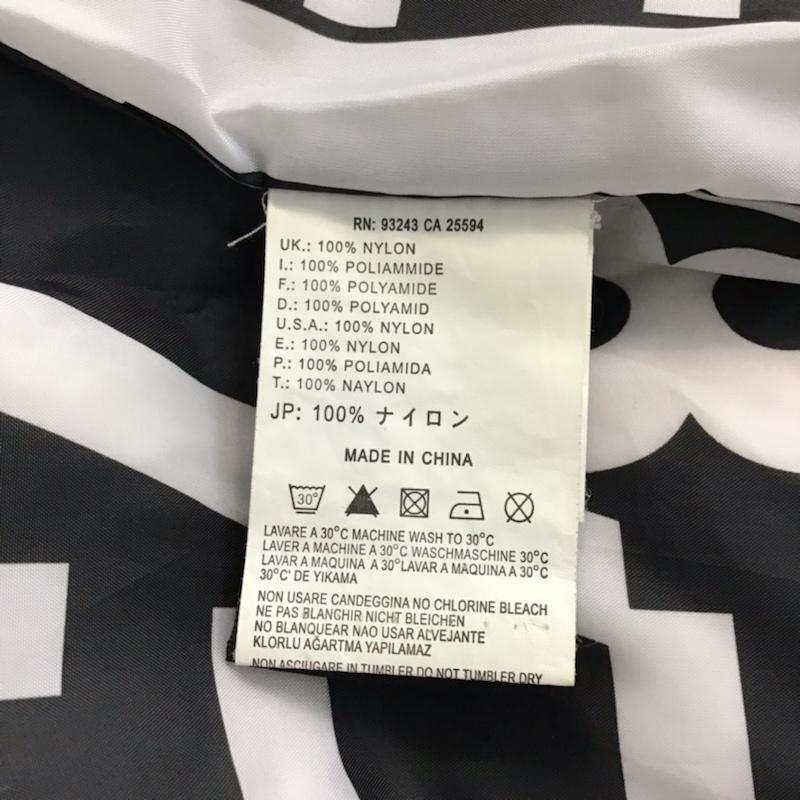 RN: 93243 CA 25594
UK.: 100% NYLON
I.: 100% POLIAMMIDE
F.: 100% POLYAMIDE
D.: 100% POLYAMID
U.S.A.: 100% NYLON
E.: 100% NYLON
P.: 100% POLIAMIDA
T.: 100% NAYLON
JP: 100% ナイロン
MADE IN CHINA
30°
LAVARE A 30°C MACHINE WASH TO 30°C
LAVER A MACHINE A 30°C WASCHMASCHINE 30°C
LAVAR A MAQUINA A 30°LAVAR A MAQUINA A 30°C
30°C' DE YIKAMA
NON USARE CANDEGGINA NO CHLORINE BLEACH
NE PAS BLANCHIR NICHT BLEICHEN
NO BLANQUEAR NAO USAR ALVEJANTE
KLORLU AĞARTMA YAPILAMAZ
NON ASCIUGARE IN TUMBLER DO NOT TUMBLER DRY